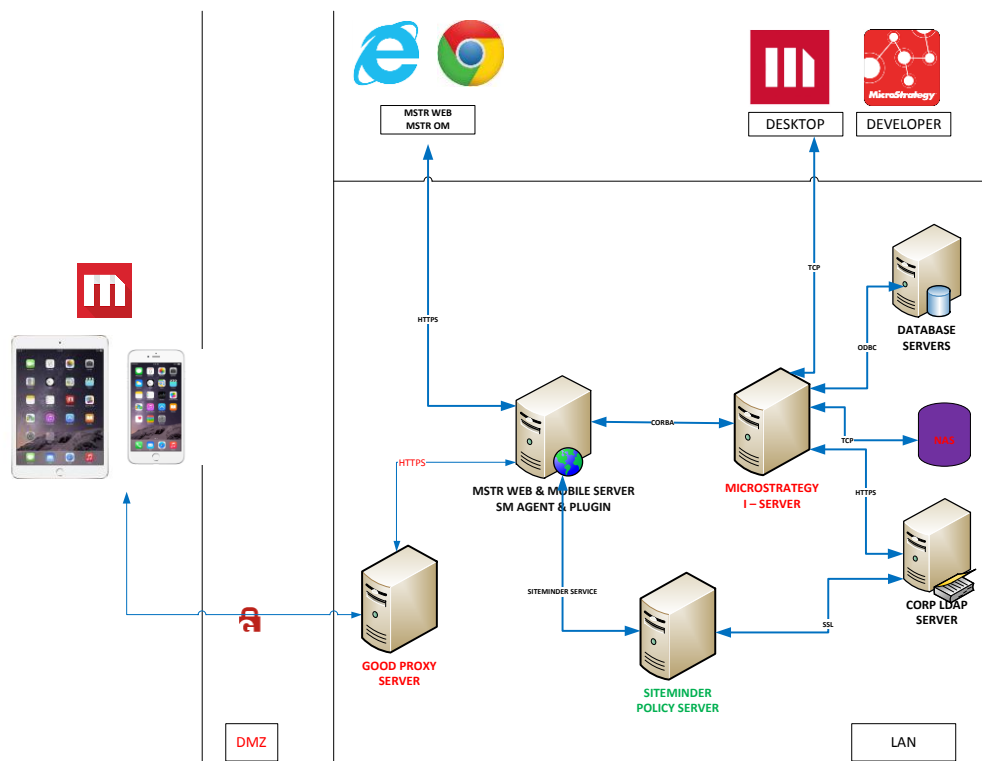 MSTR WEB
MSTR OM
MicroStrategy
DESKTOP
DEVELOPER
TCP
HTTPS
DATABASE
SERVERS
ODBC
CORBA
TCP
NAS
HTTPS
MSTR WEB & MOBILE SERVER
SM AGENT & PLUGIN
MICROSTRATEGY
I – SERVER
HTTPS
SITEMINDER SERVICE
CORP LDAP
SERVER
SSL
GOOD PROXY
SERVER
SITEMINDER
POLICY SERVER
DMZ
LAN